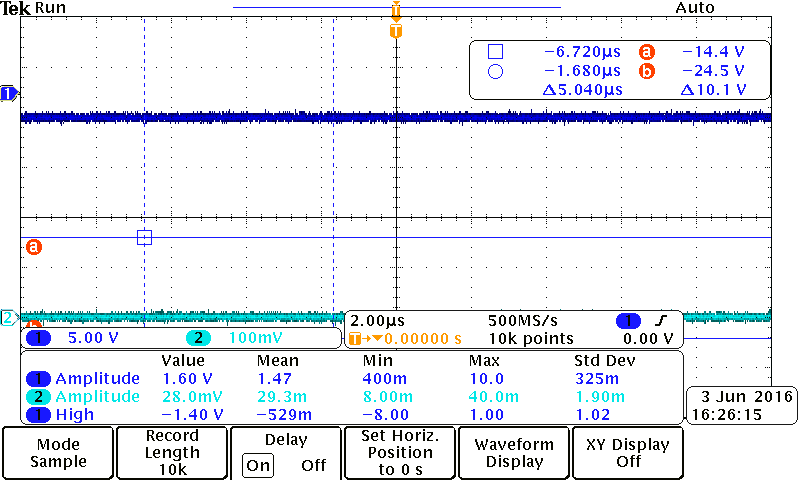 Tek Run Auto
T
T
−6.720µs a −14.4 V
−1.680µs b −24.5 V
Δ5.040µs Δ10.1 V
1
a
2
1 5.00 V 2 100mV
2.00µs 500MS/s 1
T→▾0.00000 s 10k points 0.00 V
Value Mean Min Max Std Dev
1 Amplitude 1.60 V 1.47 400m 10.0 325m
2 Amplitude 28.0mV 29.3m 8.00m 40.0m 1.90m
1 High −1.40 V −529m −8.00 1.00 1.02
3 Jun 2016
16:26:15
Mode
Sample
Record
Length
10k
Delay
On Off
Set Horiz.
Position
to 0 s
Waveform
Display
XY Display
Off